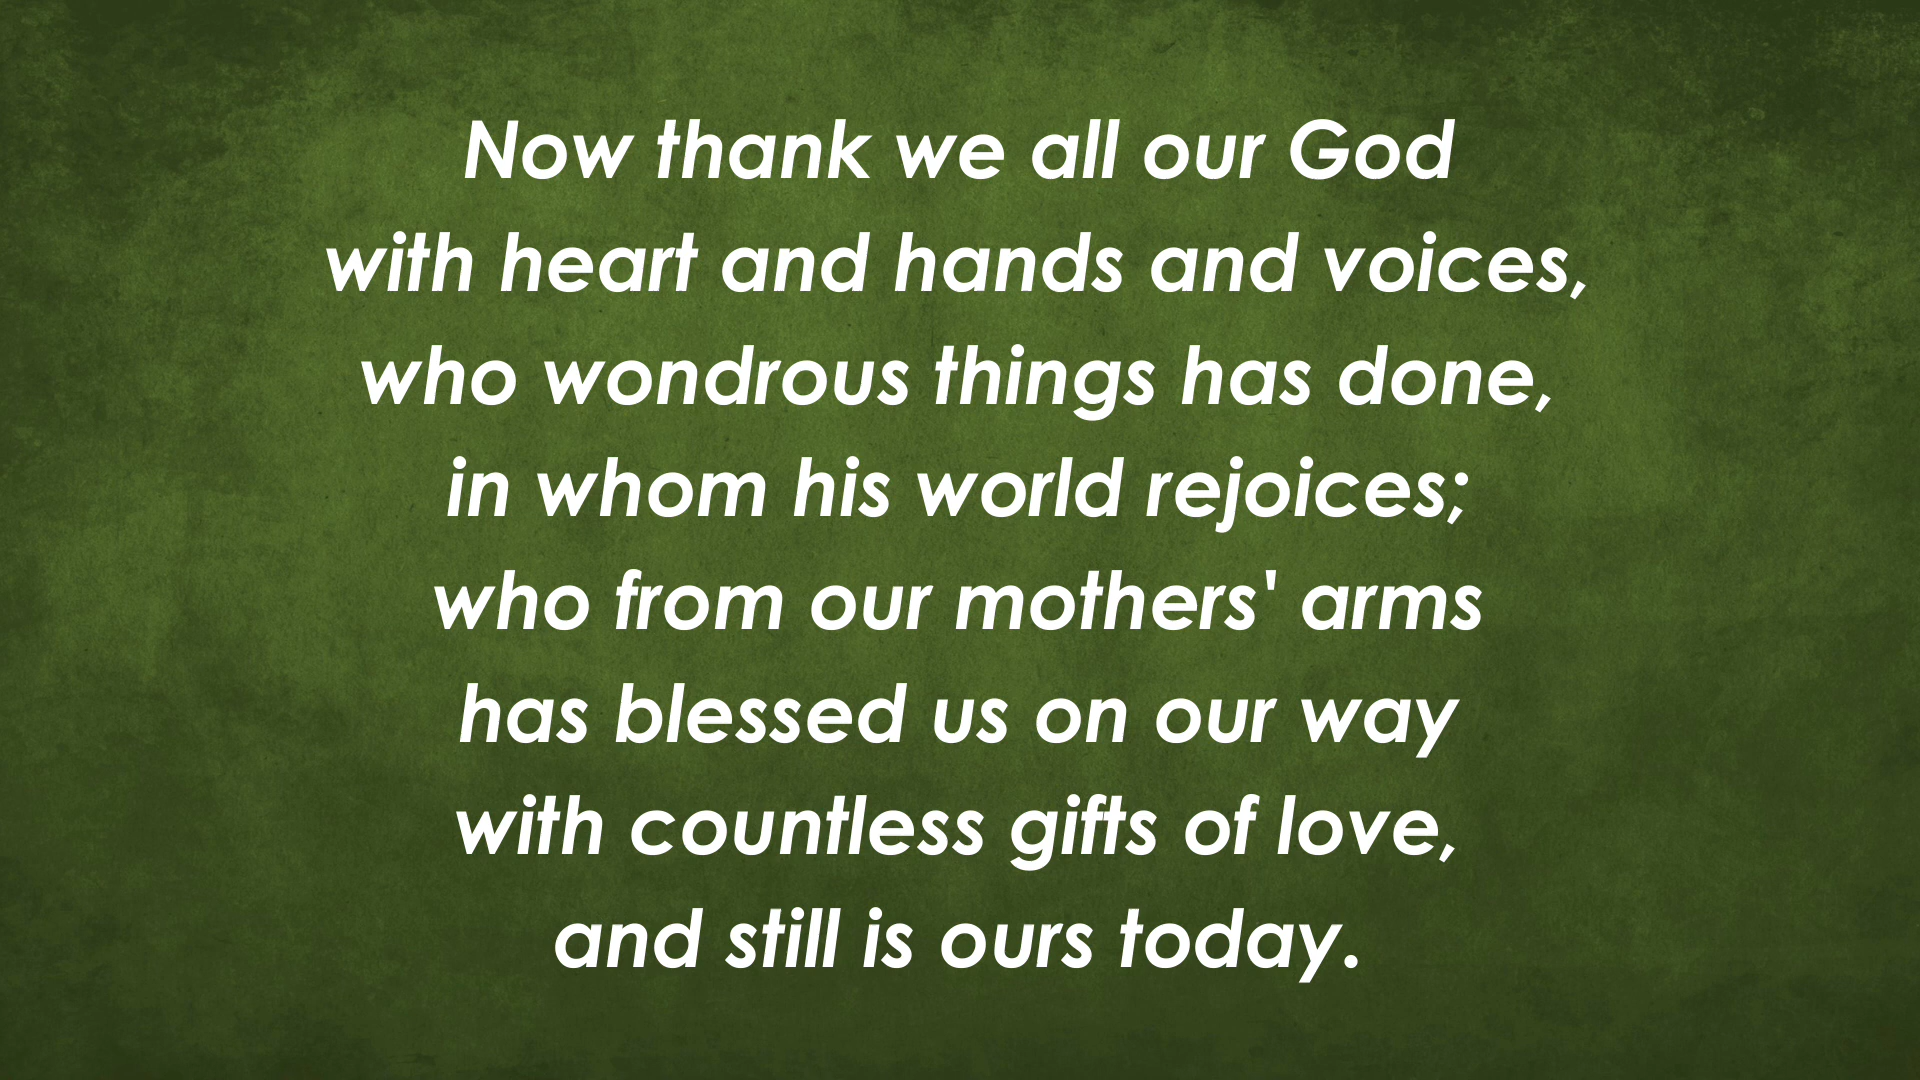 Now thank we all our God
with heart and hands and voices,
who wondrous things has done,
in whom his world rejoices;
who from our mothers' arms
has blessed us on our way
with countless gifts of love,
and still is ours today.